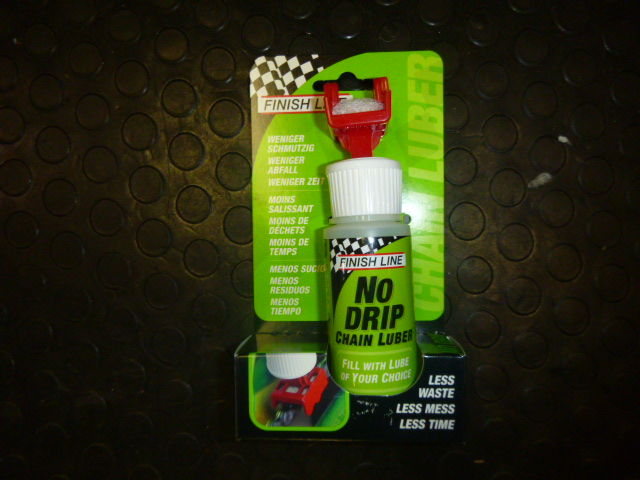 FINISH LINE
WENIGER
SCHMUTZIG
WENIGER
ABFALL
WENIGER ZEIT
MOINS
SALISSANT
MOINS DE
DÉCHETS
MOINS DE
TEMPS
MENOS SUCIO
MENOS
RESIDUOS
MENOS
TIEMPO
CHAIN LUBER
FINISH LINE
NO
DRIP
CHAIN LUBER
FILL WITH LUBE
OF YOUR CHOICE
LESS
WASTE
LESS MESS
LESS TIME